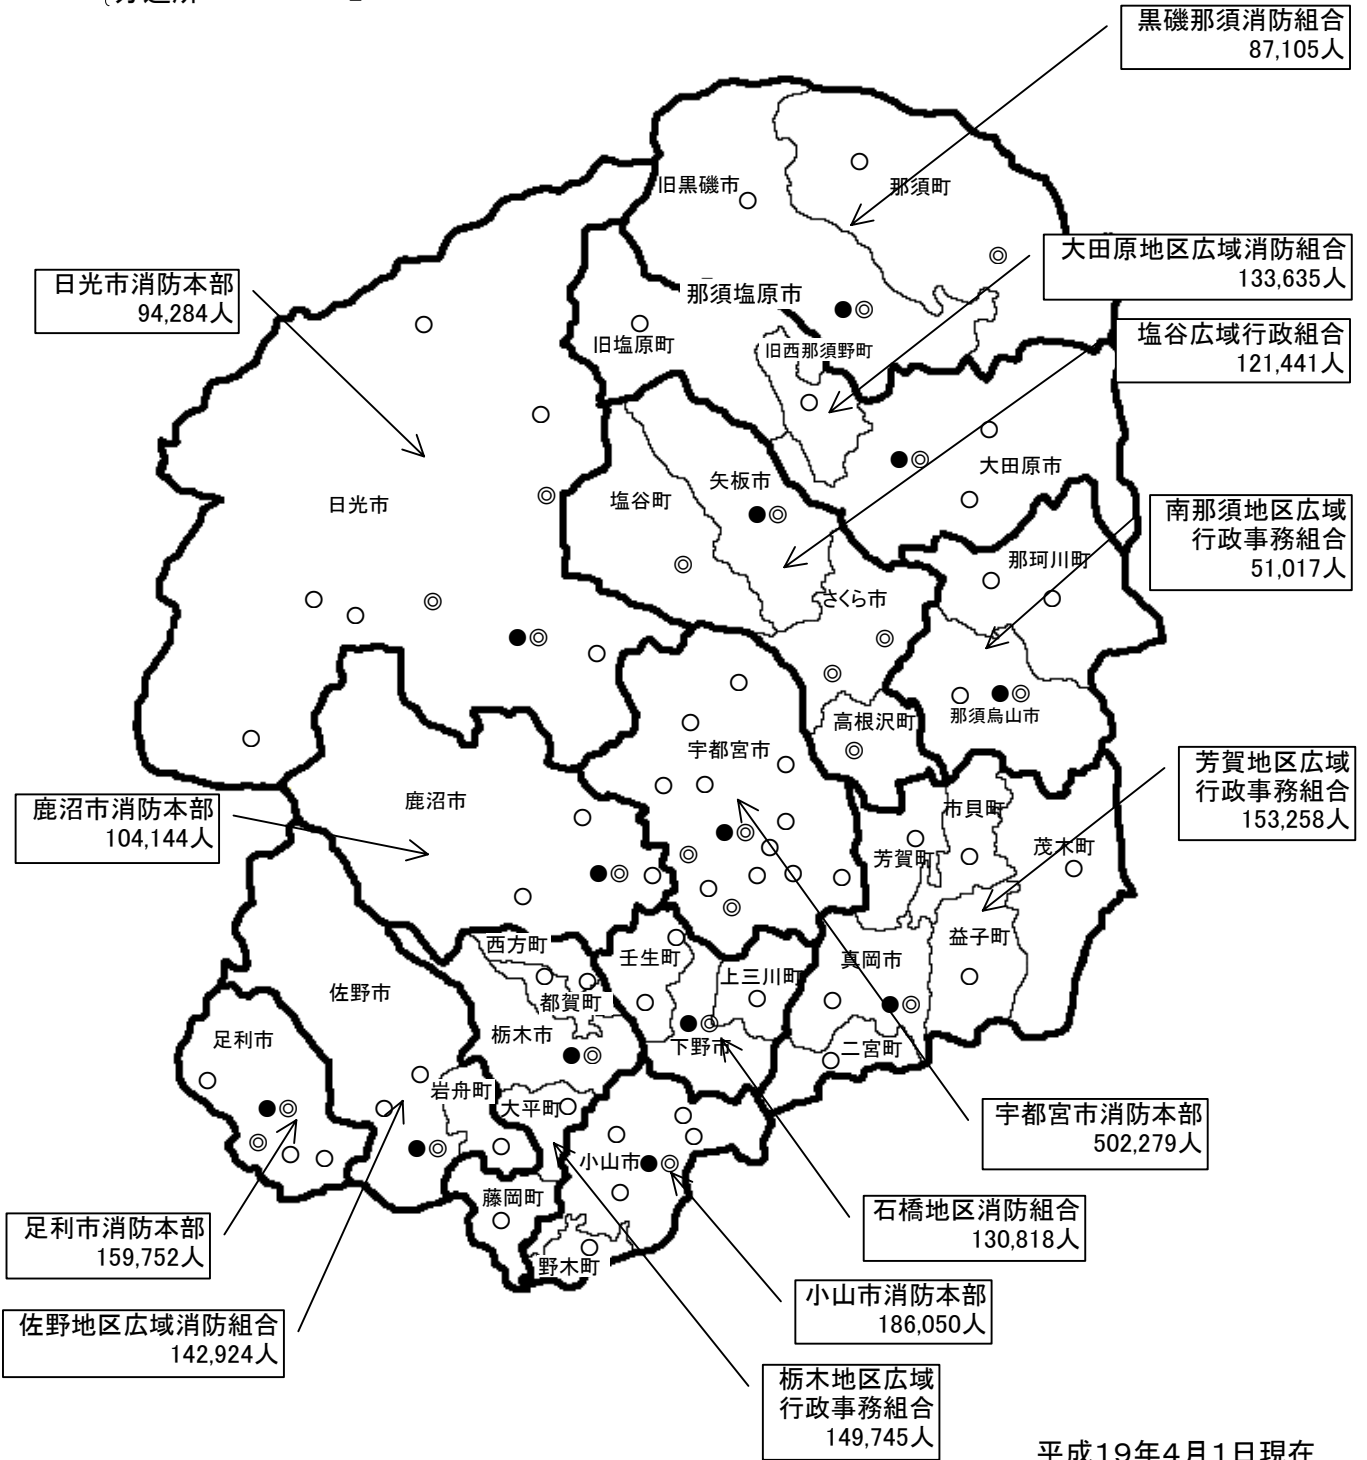 黒磯那須消防組合
87,105人
旧黒磯市
那須町
大田原地区広域消防組合
133,635人
日光市消防本部
94,284人
那須塩原市
旧塩原町
旧西那須野町
塩谷広域行政組合
121,441人
大田原市
矢板市
塩谷町
日光市
南那須地区広域
行政事務組合
51,017人
那珂川町
さくら市
那須烏山市
高根沢町
宇都宮市
芳賀地区広域
行政事務組合
153,258人
鹿沼市
鹿沼市消防本部
104,144人
市貝町
茂木町
芳賀町
益子町
西方町
壬生町
上三川町
真岡市
佐野市
都賀町
栃木市
足利市
下野市
二宮町
岩舟町
大平町
宇都宮市消防本部
502,279人
小山市
藤岡町
石橋地区消防組合
130,818人
足利市消防本部
159,752人
野木町
小山市消防本部
186,050人
佐野地区広域消防組合
142,924人
栃木地区広域
行政事務組合
149,745人
平成19年4月1日現在